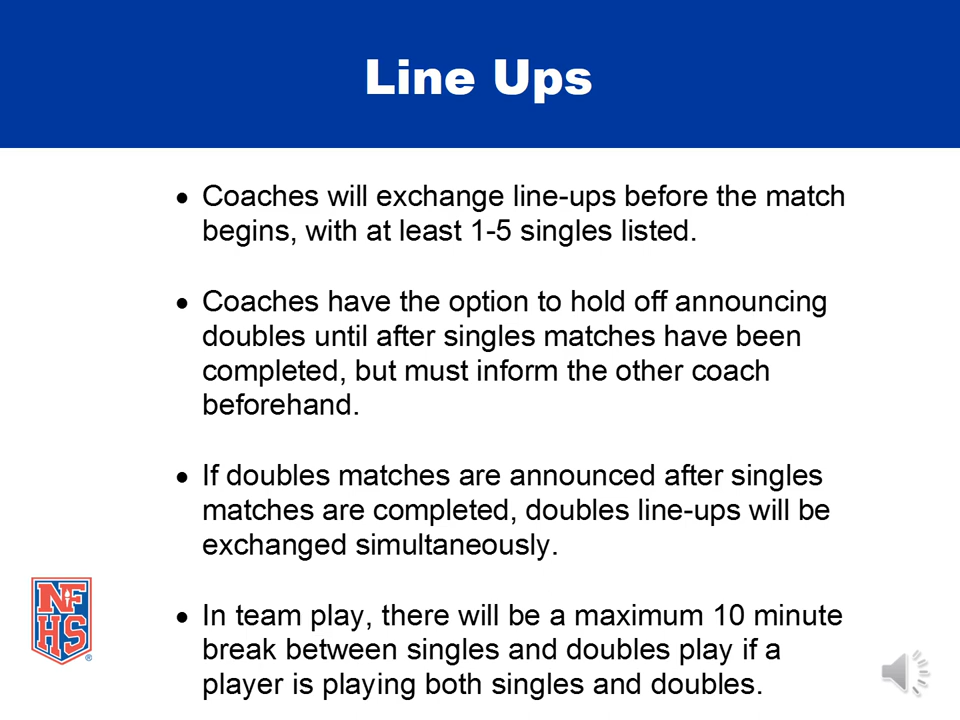 Line Ups
• Coaches will exchange line-ups before the match
begins, with at least 1-5 singles listed.
• Coaches have the option to hold off announcing
doubles until after singles matches have been
completed, but must inform the other coach
beforehand.
• If doubles matches are announced after singles
matches are completed, doubles line-ups will be
exchanged simultaneously.
• In team play, there will be a maximum 10 minute
break between singles and doubles play if a
player is playing both singles and doubles.
NF
HS®